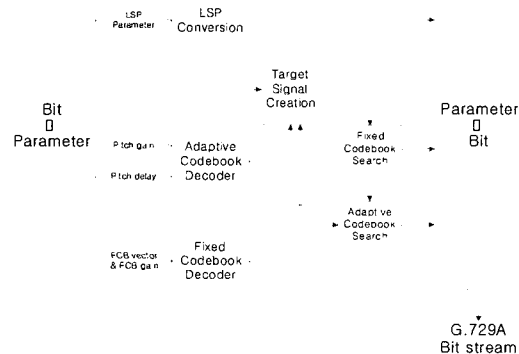 LSP
Parameter
LSP
Conversion
Target
Signal
Creation
Bit
▯
Parameter
Parameter
▯
Bit
Pitch gain
Pitch delay
Adaptive
Codebook
Decoder
Fixed
Codebook
Search
Adaptive
Codebook
Search
FCB vector
& FCB gain
Fixed
Codebook
Decoder
G.729A
Bit stream